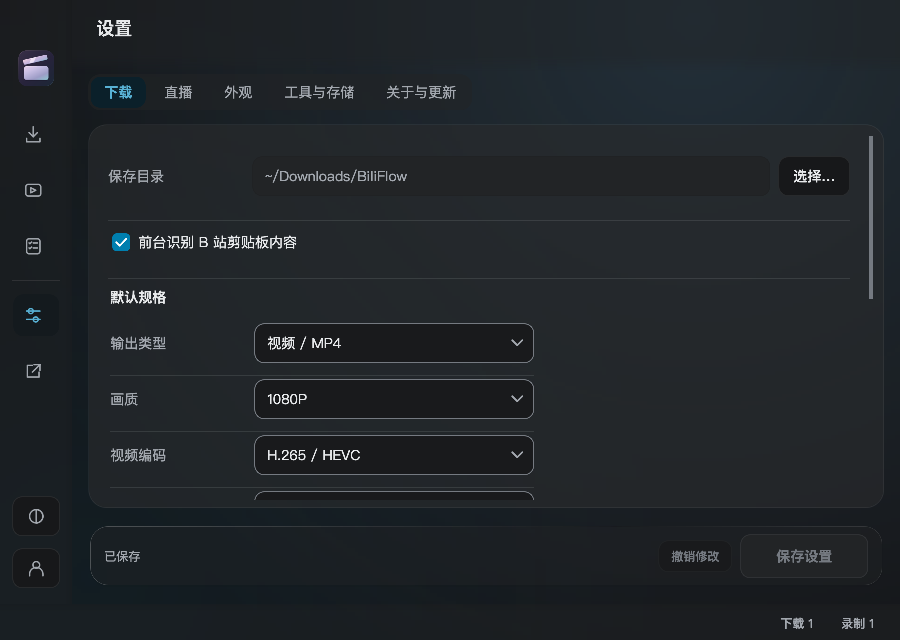 设置
下载 直播 外观 工具与存储 关于与更新
保存目录 ~/Downloads/BiliFlow 选择...
前台识别 B 站剪贴板内容
默认规格
输出类型 视频 / MP4
画质 1080P
视频编码 H.265 / HEVC
已保存 撤销修改 保存设置
下载 1 录制 1